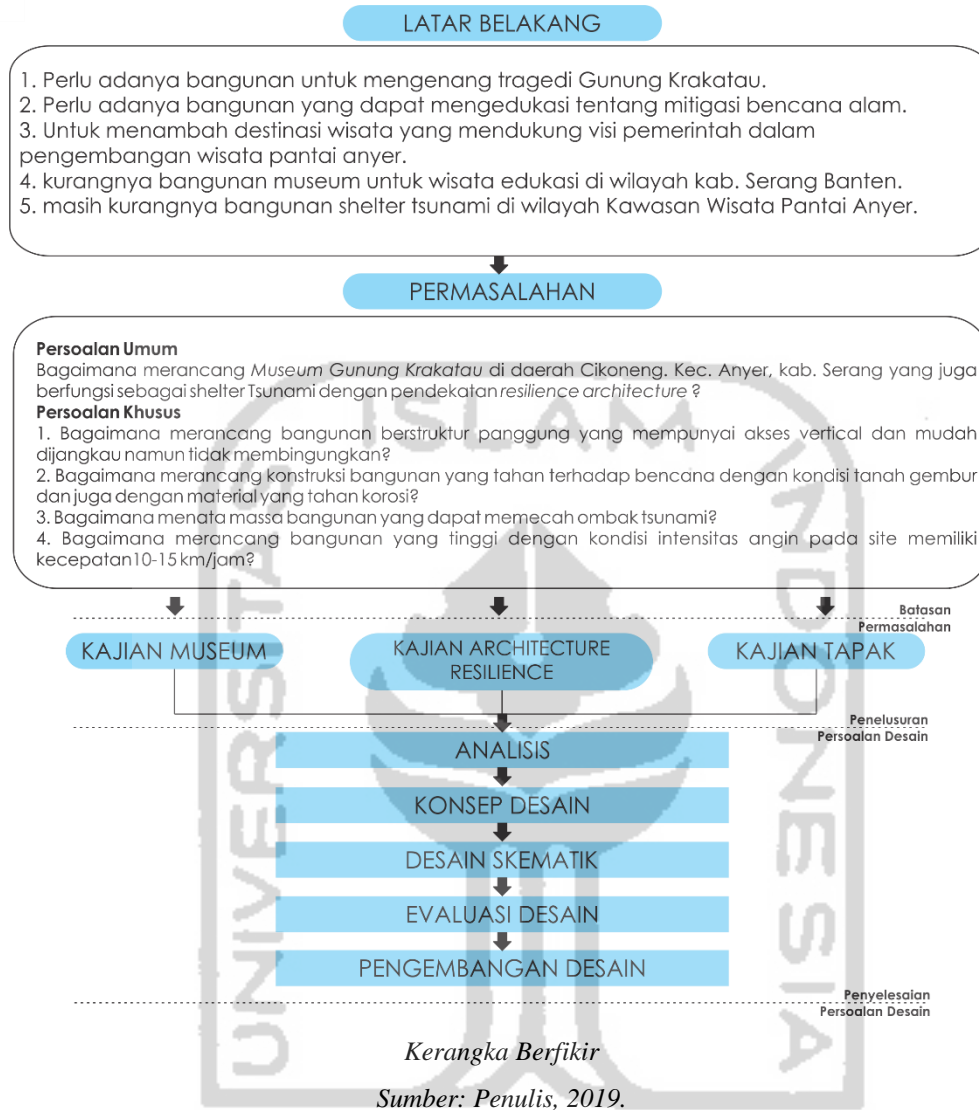 LATAR BELAKANG
1. Perlu adanya bangunan untuk mengenang tragedi Gunung Krakatau.
2. Perlu adanya bangunan yang dapat mengedukasi tentang mitigasi bencana alam.
3. Untuk menambah destinasi wisata yang mendukung visi pemerintah dalam
pengembangan wisata pantai anyer.
4. kurangnya bangunan museum untuk wisata edukasi di wilayah kab. Serang Banten.
5. masih kurangnya bangunan shelter tsunami di wilayah Kawasan Wisata Pantai Anyer.
PERMASALAHAN
Persoalan Umum
Bagaimana merancang Museum Gunung Krakatau di daerah Cikoneng. Kec. Anyer, kab. Serang yang juga
berfungsi sebagai shelter Tsunami dengan pendekatan resilience architecture ?
Persoalan Khusus
1. Bagaimana merancang bangunan berstruktur panggung yang mempunyai akses vertical dan mudah
dijangkau namun tidak membingungkan?
2. Bagaimana merancang konstruksi bangunan yang tahan terhadap bencana dengan kondisi tanah gembur
dan juga dengan material yang tahan korosi?
3. Bagaimana menata massa bangunan yang dapat memecah ombak tsunami?
4. Bagaimana merancang bangunan yang tinggi dengan kondisi intensitas angin pada site memiliki
kecepatan 10-15 km/jam?
Batasan
Permasalahan
KAJIAN MUSEUM
KAJIAN ARCHITECTURE
RESILIENCE
KAJIAN TAPAK
Penelusuran
Persoalan Desain
ANALISIS
KONSEP DESAIN
DESAIN SKEMATIK
EVALUASI DESAIN
PENGEMBANGAN DESAIN
Penyelesaian
Persoalan Desain
Kerangka Berfikir
Sumber: Penulis, 2019.
UNIVERSITAS
ISLAM
INDONESIA